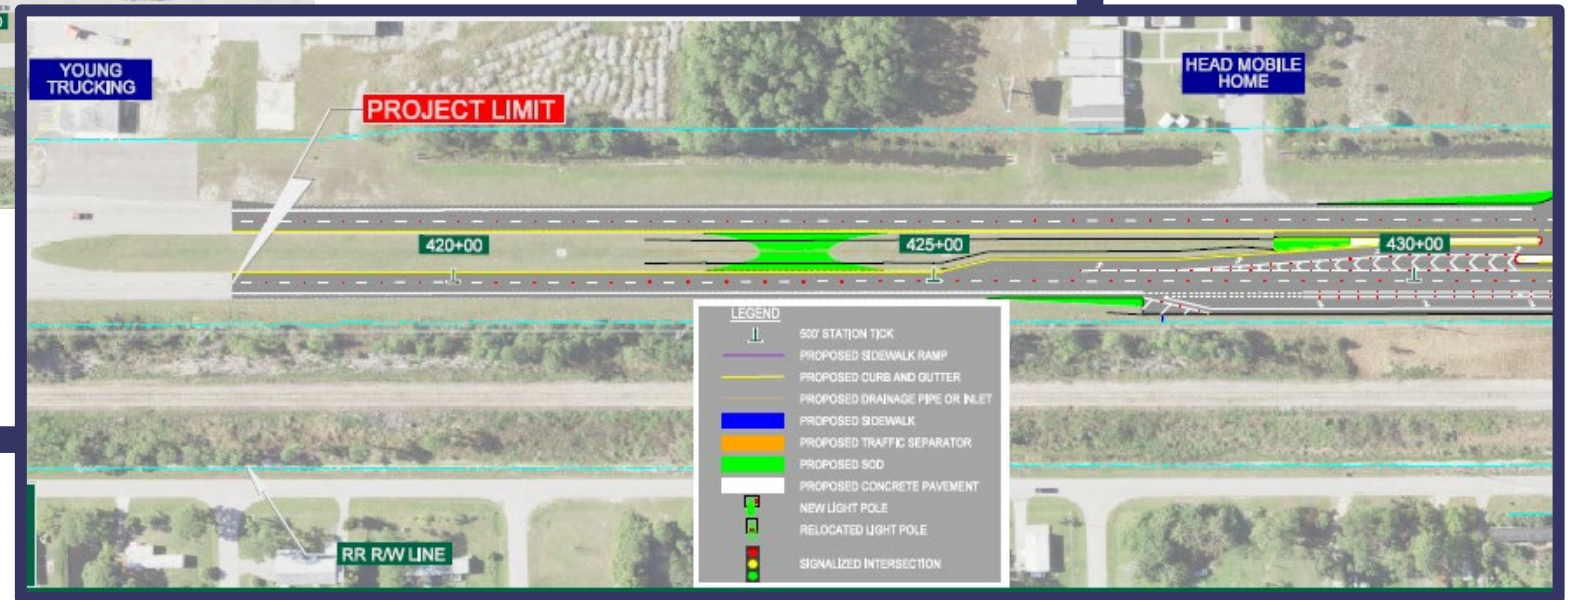 YOUNG
TRUCKING
PROJECT LIMIT
HEAD MOBILE
HOME
420+00
425+00
430+00
LEGEND
500' STATION TICK
PROPOSED SIDEWALK RAMP
PROPOSED CURB AND GUTTER
PROPOSED DRAINAGE PIPE OR INLET
PROPOSED SIDEWALK
PROPOSED TRAFFIC SEPARATOR
PROPOSED SOD
PROPOSED CONCRETE PAVEMENT
NEW LIGHT POLE
RELOCATED LIGHT POLE
SIGNALIZED INTERSECTION
RR R/W LINE